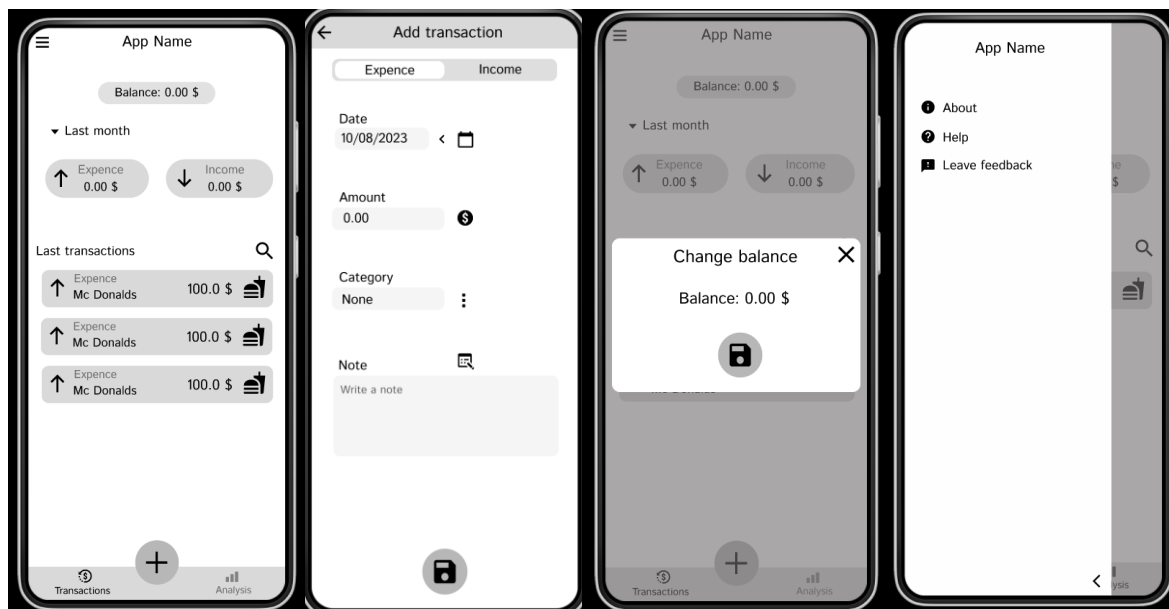 App Name
Balance: 0.00 $
Last month
Expence
0.00 $
Income
0.00 $
Last transactions
Expence
Mc Donalds
100.0 $
Expence
Mc Donalds
100.0 $
Expence
Mc Donalds
100.0 $
Transactions
Analysis
Add transaction
Expence
Income
Date
10/08/2023
Amount
0.00
Category
None
Note
Write a note
App Name
Balance: 0.00 $
Last month
Expence
0.00 $
Income
0.00 $
Change balance
Balance: 0.00 $
Transactions
Analysis
App Name
About
Help
Leave feedback